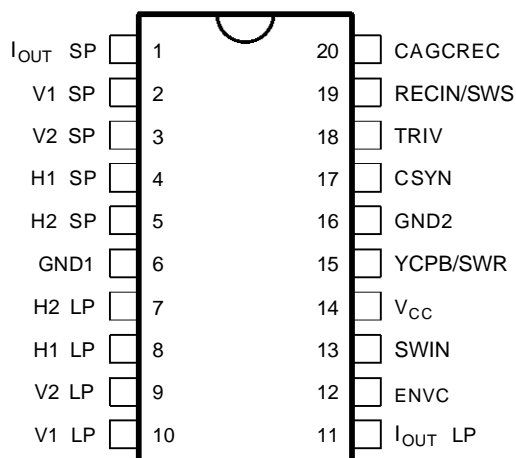 I_OUT SP 1 20 CAGCREC
V1 SP 2 19 RECIN/SWS
V2 SP 3 18 TRIV
H1 SP 4 17 CSYN
H2 SP 5 16 GND2
GND1 6 15 YCPB/SWR
H2 LP 7 14 V_CC
H1 LP 8 13 SWIN
V2 LP 9 12 ENVC
V1 LP 10 11 I_OUT LP